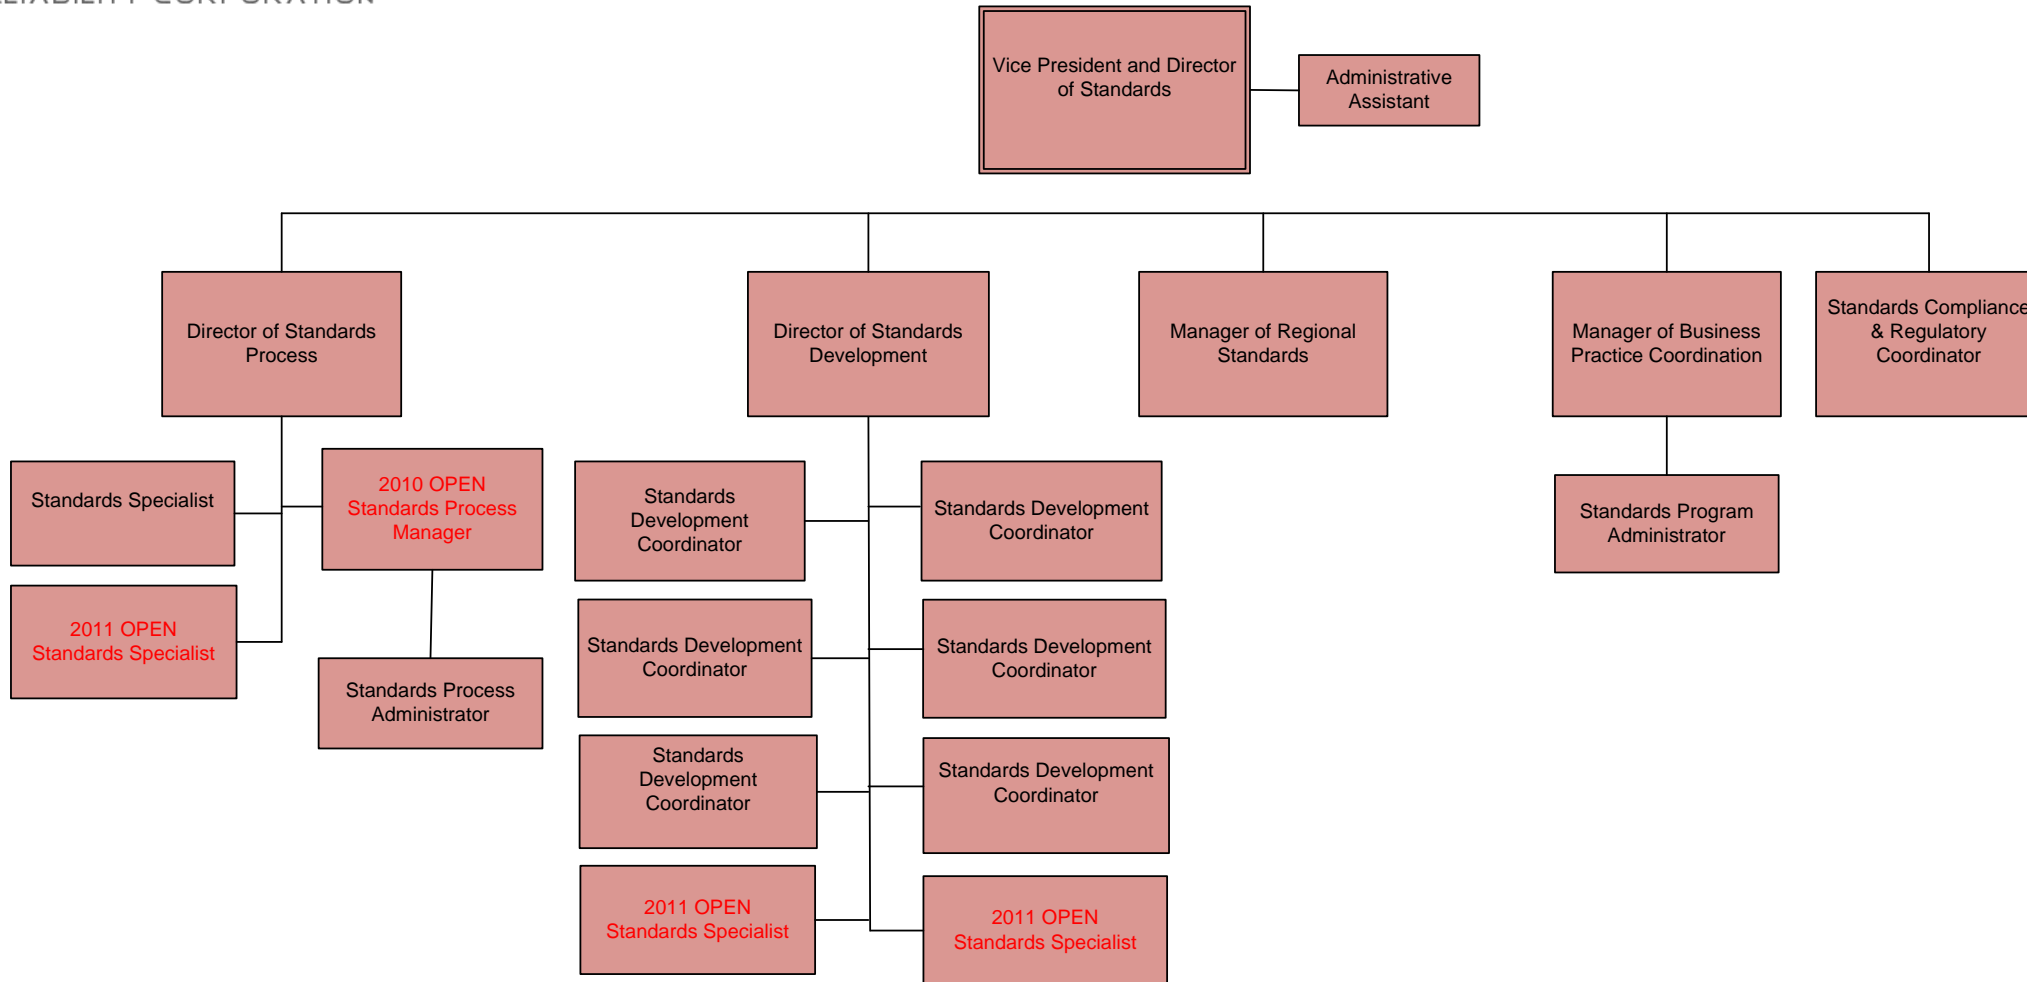 CORPORATION
Vice President and Director
of Standards
Administrative
Assistant
Director of Standards
Process
Director of Standards
Development
Manager of Regional
Standards
Manager of Business
Practice Coordination
Standards Compliance
& Regulatory
Coordinator
Standards Specialist
2010 OPEN
Standards Process
Manager
2011 OPEN
Standards Specialist
Standards Process
Administrator
Standards
Development
Coordinator
Standards Development
Coordinator
Standards Development
Coordinator
Standards Development
Coordinator
Standards
Development
Coordinator
Standards Development
Coordinator
2011 OPEN
Standards Specialist
2011 OPEN
Standards Specialist
Standards Program
Administrator